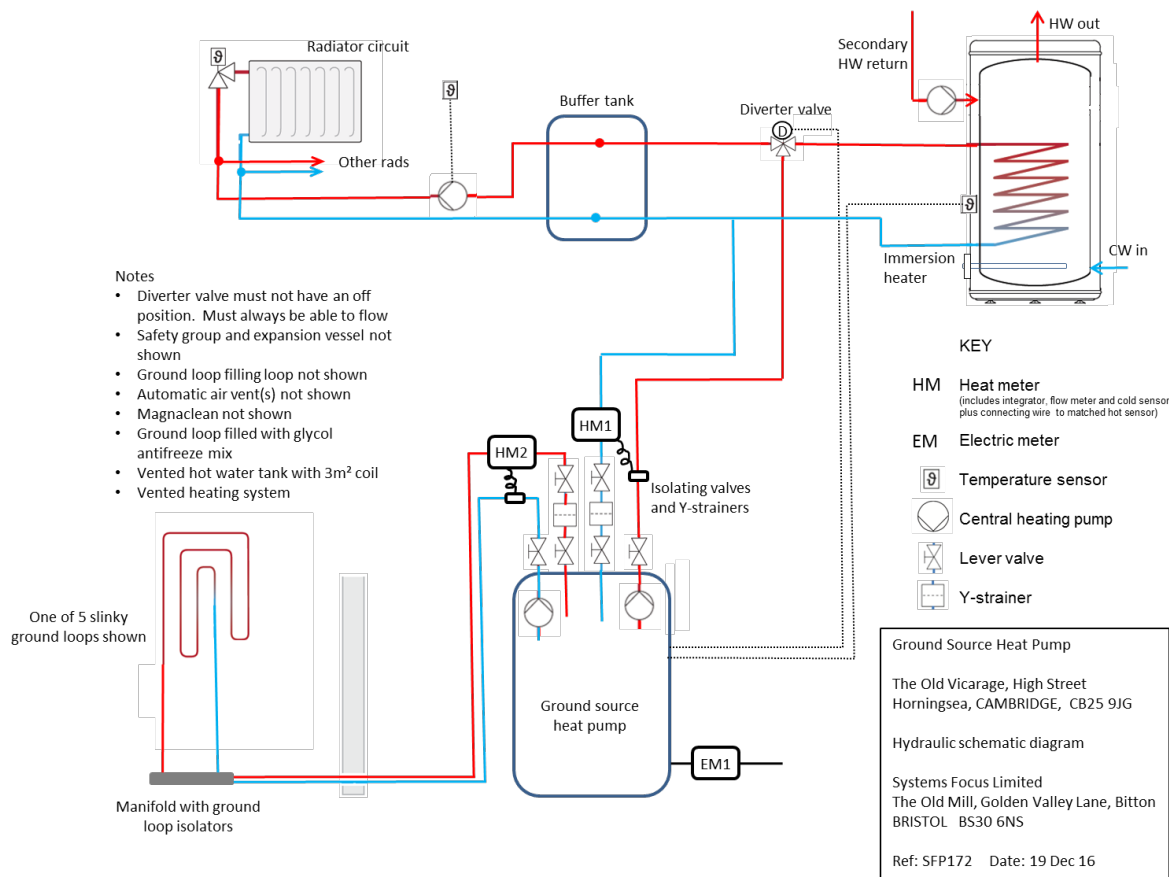 HW out
Radiator circuit
Secondary
HW return
ϑ
ϑ
Buffer tank
Diverter valve
D
Other rads
ϑ
Immersion
heater
CW in
Notes
• Diverter valve must not have an off
position. Must always be able to flow
• Safety group and expansion vessel not
shown
• Ground loop filling loop not shown
• Automatic air vent(s) not shown
• Magnaclean not shown
• Ground loop filled with glycol
antifreeze mix
• Vented hot water tank with 3m² coil
• Vented heating system
KEY
HM Heat meter
(includes integrator, flow meter and cold sensor
plus connecting wire to matched hot sensor)
EM Electric meter
ϑ Temperature sensor
Central heating pump
Lever valve
Y-strainer
HM1
HM2
Isolating valves
and Y-strainers
One of 5 slinky
ground loops shown
Ground source
heat pump
EM1
Manifold with ground
loop isolators
Ground Source Heat Pump
The Old Vicarage, High Street
Horningsea, CAMBRIDGE, CB25 9JG
Hydraulic schematic diagram
Systems Focus Limited
The Old Mill, Golden Valley Lane, Bitton
BRISTOL BS30 6NS
Ref: SFP172 Date: 19 Dec 16